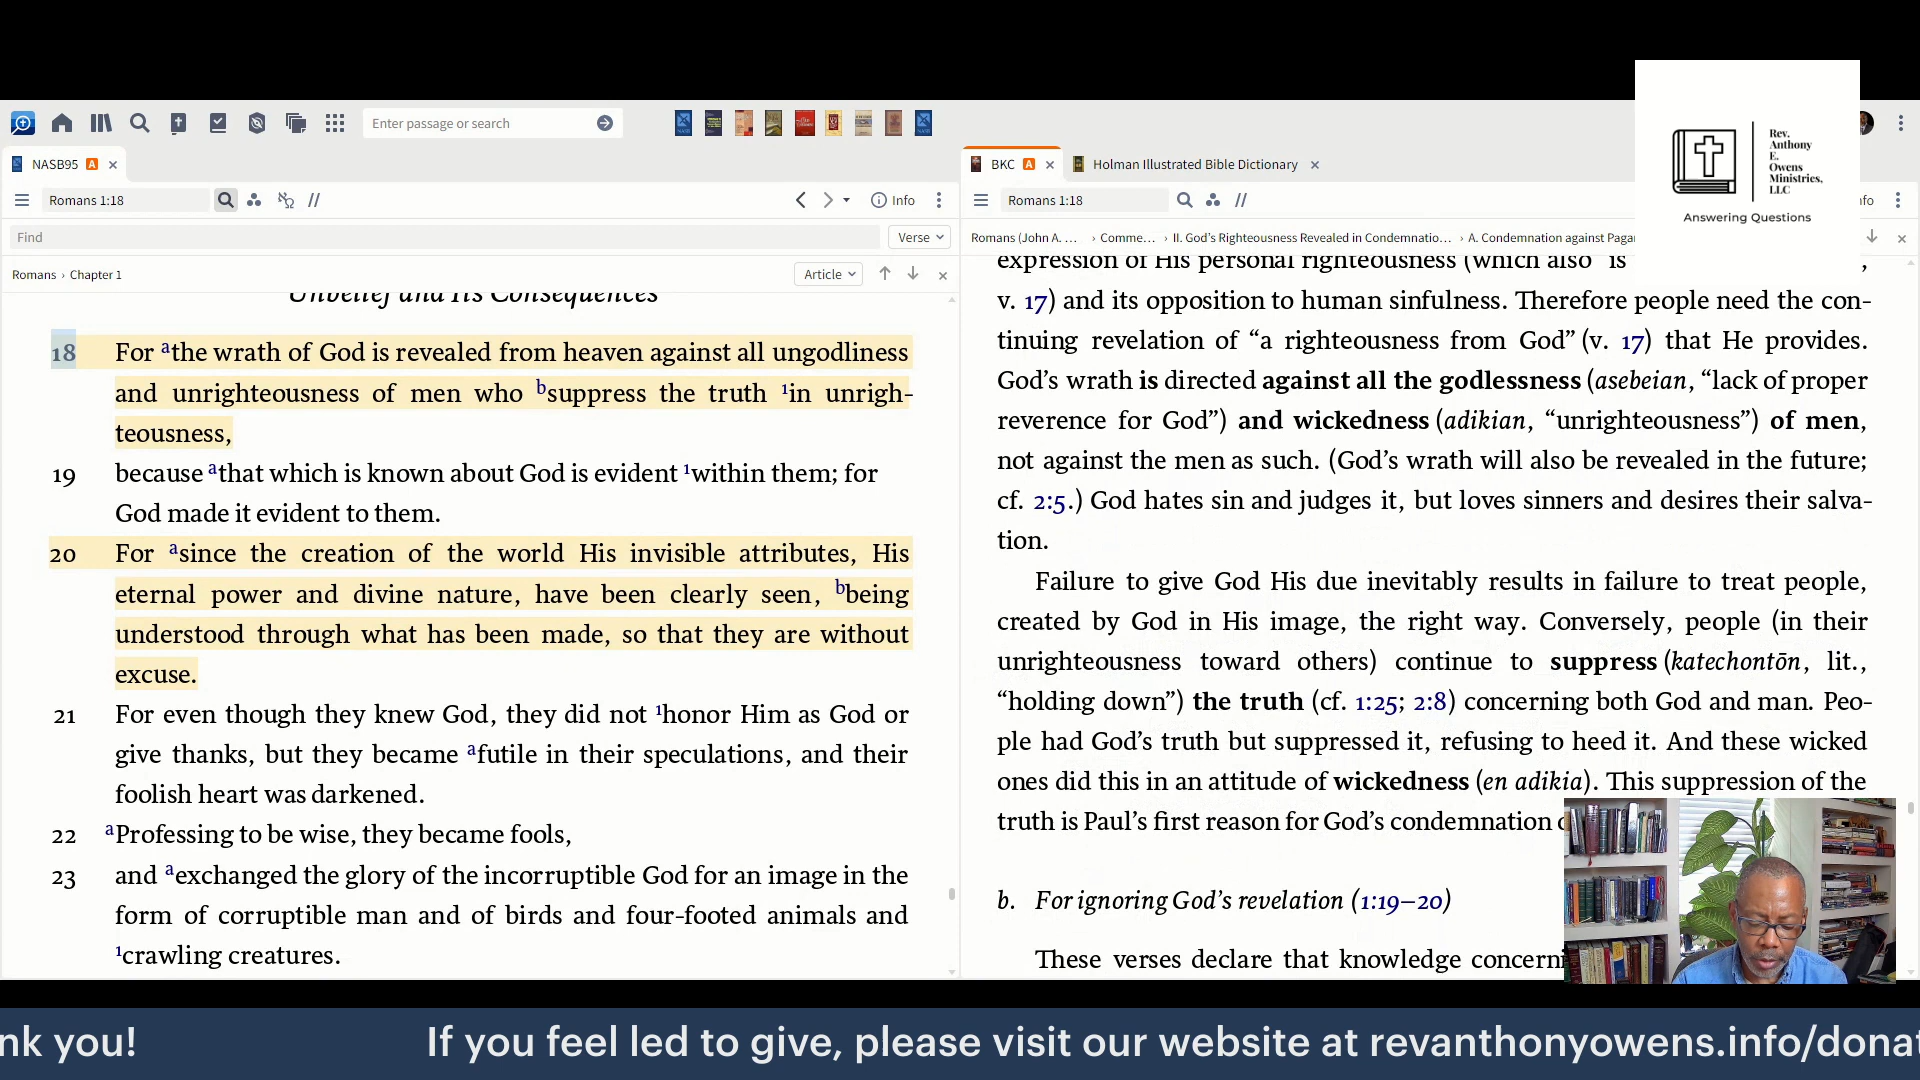 Enter passage or search
NASB95 A
BKC A
Holman Illustrated Bible Dictionary
Rev.
Anthony
E.
Owens
Ministries,
LLC
Answering Questions
Romans 1:18
Info
Romans 1:18
nfo
Find
Verse
Romans (John A. ... › Comme... › II. God's Righteousness Revealed in Condemnatio... › A. Condemnation against Pagan
Romans › Chapter 1
Article
Unbelief and Its Consequences
18 For ᵃthe wrath of God is revealed from heaven against all ungodliness
and unrighteousness of men who ᵇsuppress the truth ¹in unrigh-
teousness,
19 because ᵃthat which is known about God is evident ¹within them; for
God made it evident to them.
20 For ᵃsince the creation of the world His invisible attributes, His
eternal power and divine nature, have been clearly seen, ᵇbeing
understood through what has been made, so that they are without
excuse.
21 For even though they knew God, they did not ¹honor Him as God or
give thanks, but they became ᵃfutile in their speculations, and their
foolish heart was darkened.
22 ᵃProfessing to be wise, they became fools,
23 and ᵃexchanged the glory of the incorruptible God for an image in the
form of corruptible man and of birds and four-footed animals and
¹crawling creatures.
expression of His personal righteousness (which also is
v. 17) and its opposition to human sinfulness. Therefore people need the con-
tinuing revelation of “a righteousness from God” (v. 17) that He provides.
God’s wrath is directed against all the godlessness (asebeian, “lack of proper
reverence for God”) and wickedness (adikian, “unrighteousness”) of men,
not against the men as such. (God’s wrath will also be revealed in the future;
cf. 2:5.) God hates sin and judges it, but loves sinners and desires their salva-
tion.
Failure to give God His due inevitably results in failure to treat people,
created by God in His image, the right way. Conversely, people (in their
unrighteousness toward others) continue to suppress (katechontōn, lit.,
“holding down”) the truth (cf. 1:25; 2:8) concerning both God and man. Peo-
ple had God’s truth but suppressed it, refusing to heed it. And these wicked
ones did this in an attitude of wickedness (en adikia). This suppression of the
truth is Paul’s first reason for God’s condemnation
b. For ignoring God’s revelation (1:19–20)
These verses declare that knowledge concerni
nk you! If you feel led to give, please visit our website at revanthonyowens.info/donat